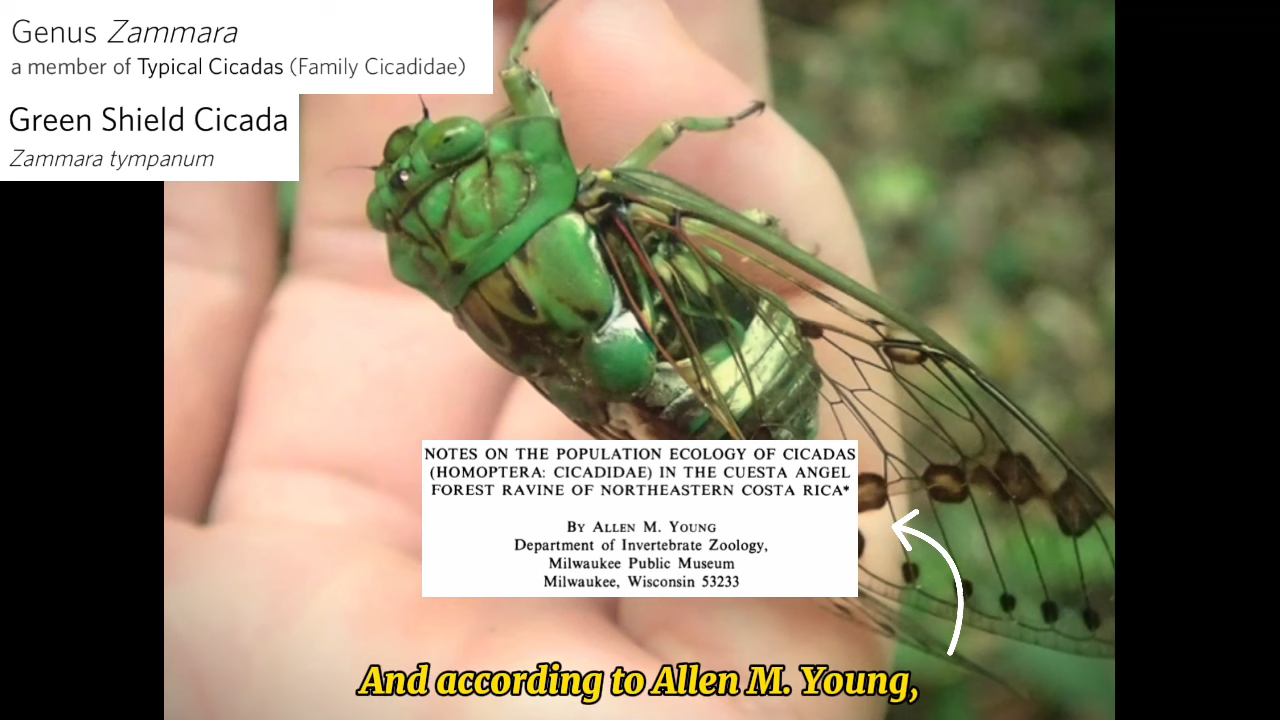 Genus Zammara
a member of Typical Cicadas (Family Cicadidae)
Green Shield Cicada
Zammara tympanum
NOTES ON THE POPULATION ECOLOGY OF CICADAS
(HOMOPTERA: CICADIDAE) IN THE CUESTA ANGEL
FOREST RAVINE OF NORTHEASTERN COSTA RICA*
BY ALLEN M. YOUNG
Department of Invertebrate Zoology,
Milwaukee Public Museum
Milwaukee, Wisconsin 53233
And according to Allen M. Young,